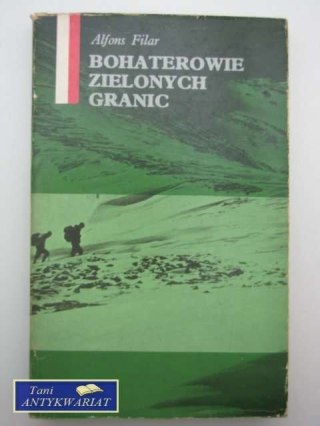 Alfons Filar
BOHATEROWIE
ZIELONYCH
GRANIC
Tani
ANTYKWARIAT